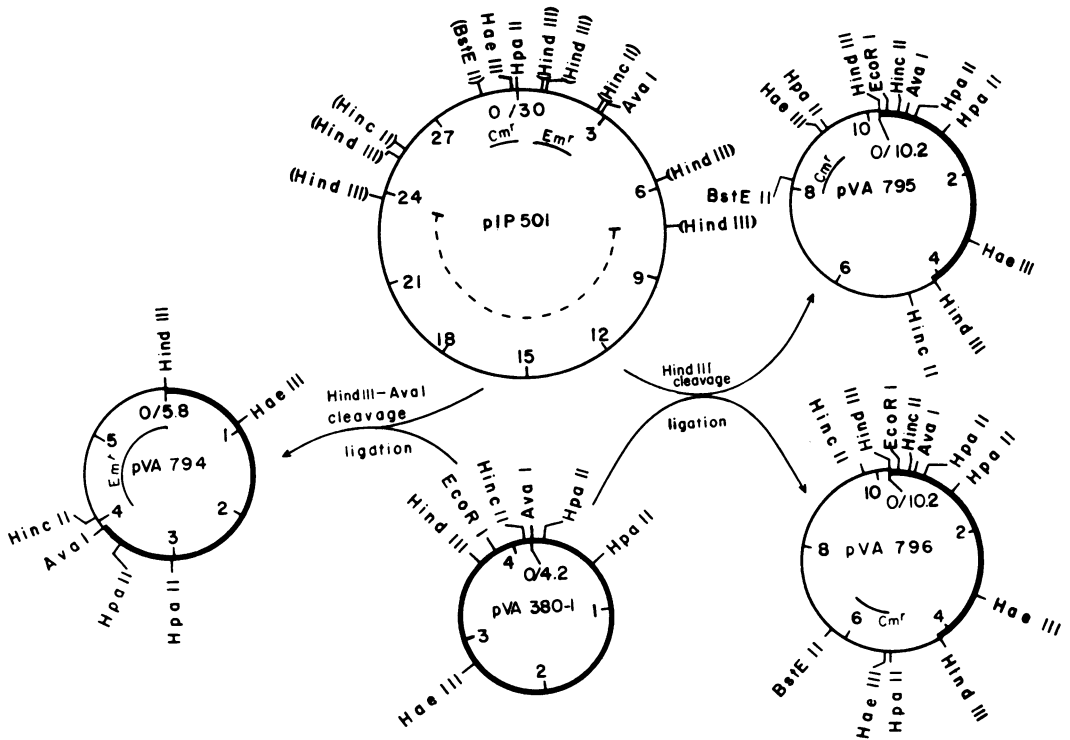 (BstE II)
Hae III
Hpa II
(Hind III)
(Hind III)
(Hinc II)
Ava I
(Hinc II)
(Hind III)
(Hind III)
(Hind III)
(Hind III)
0 / 30
3
6
9
12
15
18
21
24
27
Cmr
Emr
pIP501
T
T
Hind III
EcoR I
Hinc II
Ava I
Hpa II
Hpa II
Hpa II
Hae III
BstE II
Hae III
Hind III
Hinc II
10
0/10.2
2
4
6
8
Cmr
pVA 795
HindIII-AvaI
cleavage
ligation
Hind III
cleavage
ligation
Hind III
Hae III
0/5.8
1
2
3
4
5
Emr
pVA 794
Hinc II
Ava I
Hpa II
Hpa II
Hind III
EcoR I
Hinc II
Ava I
Hpa II
Hpa II
4
0/4.2
1
2
3
pVA 380-1
Hae III
Hinc II
Hind III
EcoR I
Hinc II
Ava I
Hpa II
Hpa II
10
0/10.2
2
4
6
8
pVA 796
Cmr
Hae III
Hind III
BstE II
Hae III
Hpa II